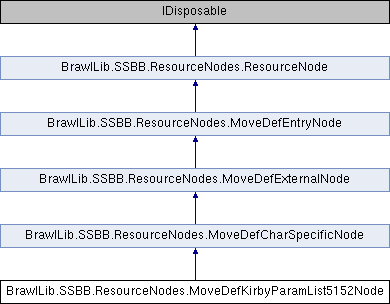 IDisposable
BrawlLib.SSBB.ResourceNodes.ResourceNode
BrawlLib.SSBB.ResourceNodes.MoveDefEntryNode
BrawlLib.SSBB.ResourceNodes.MoveDefExternalNode
BrawlLib.SSBB.ResourceNodes.MoveDefCharSpecificNode
BrawlLib.SSBB.ResourceNodes.MoveDefKirbyParamList5152Node